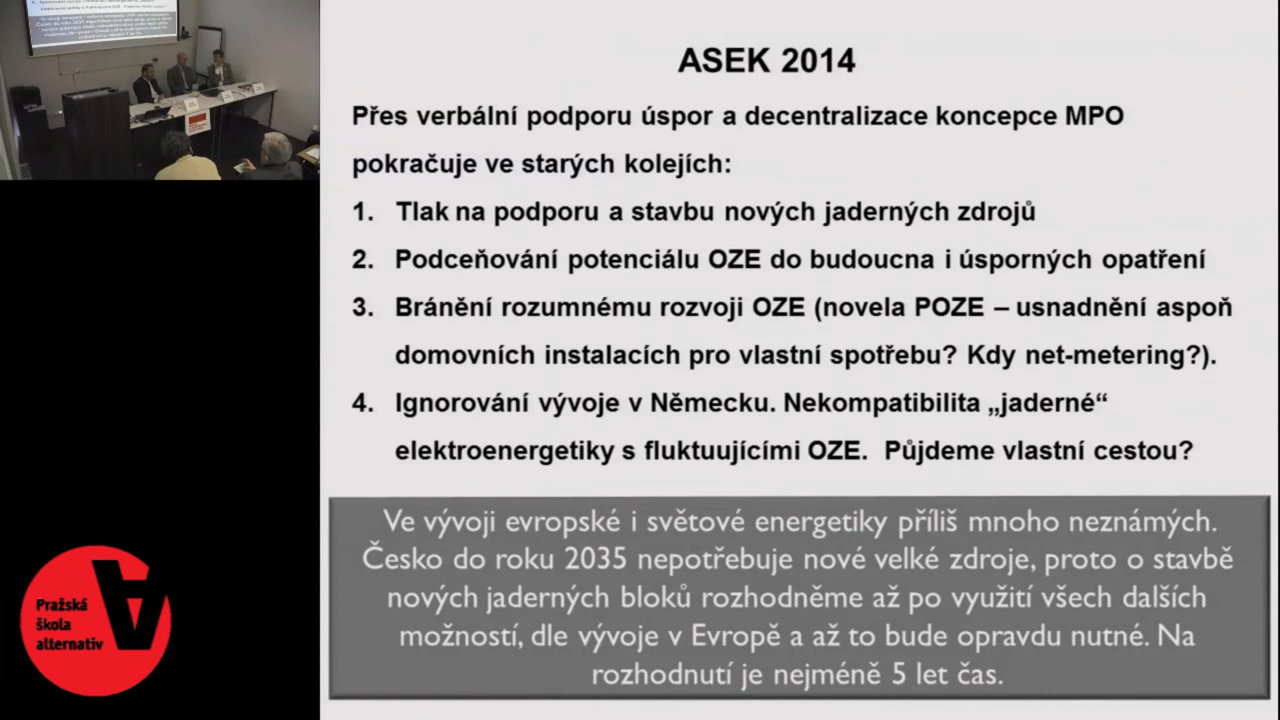 ASEK 2014
Přes verbální podporu úspor a decentralizace koncepce MPO
pokračuje ve starých kolejích:
1. Tlak na podporu a stavbu nových jaderných zdrojů
2. Podceňování potenciálu OZE do budoucna i úsporných opatření
3. Bránění rozumnému rozvoji OZE (novela POZE – usnadnění aspoň
domovních instalacích pro vlastní spotřebu? Kdy net-metering?).
4. Ignorování vývoje v Německu. Nekompatibilita „jaderné“
elektroenergetiky s fluktuujícími OZE. Půjdeme vlastní cestou?
Ve vývoji evropské i světové energetiky příliš mnoho neznámých.
Česko do roku 2035 nepotřebuje nové velké zdroje, proto o stavbě
nových jaderných bloků rozhodněme až po využití všech dalších
možností, dle vývoje v Evropě a až to bude opravdu nutné. Na
rozhodnutí je nejméně 5 let čas.
Pražská
škola
alternativ